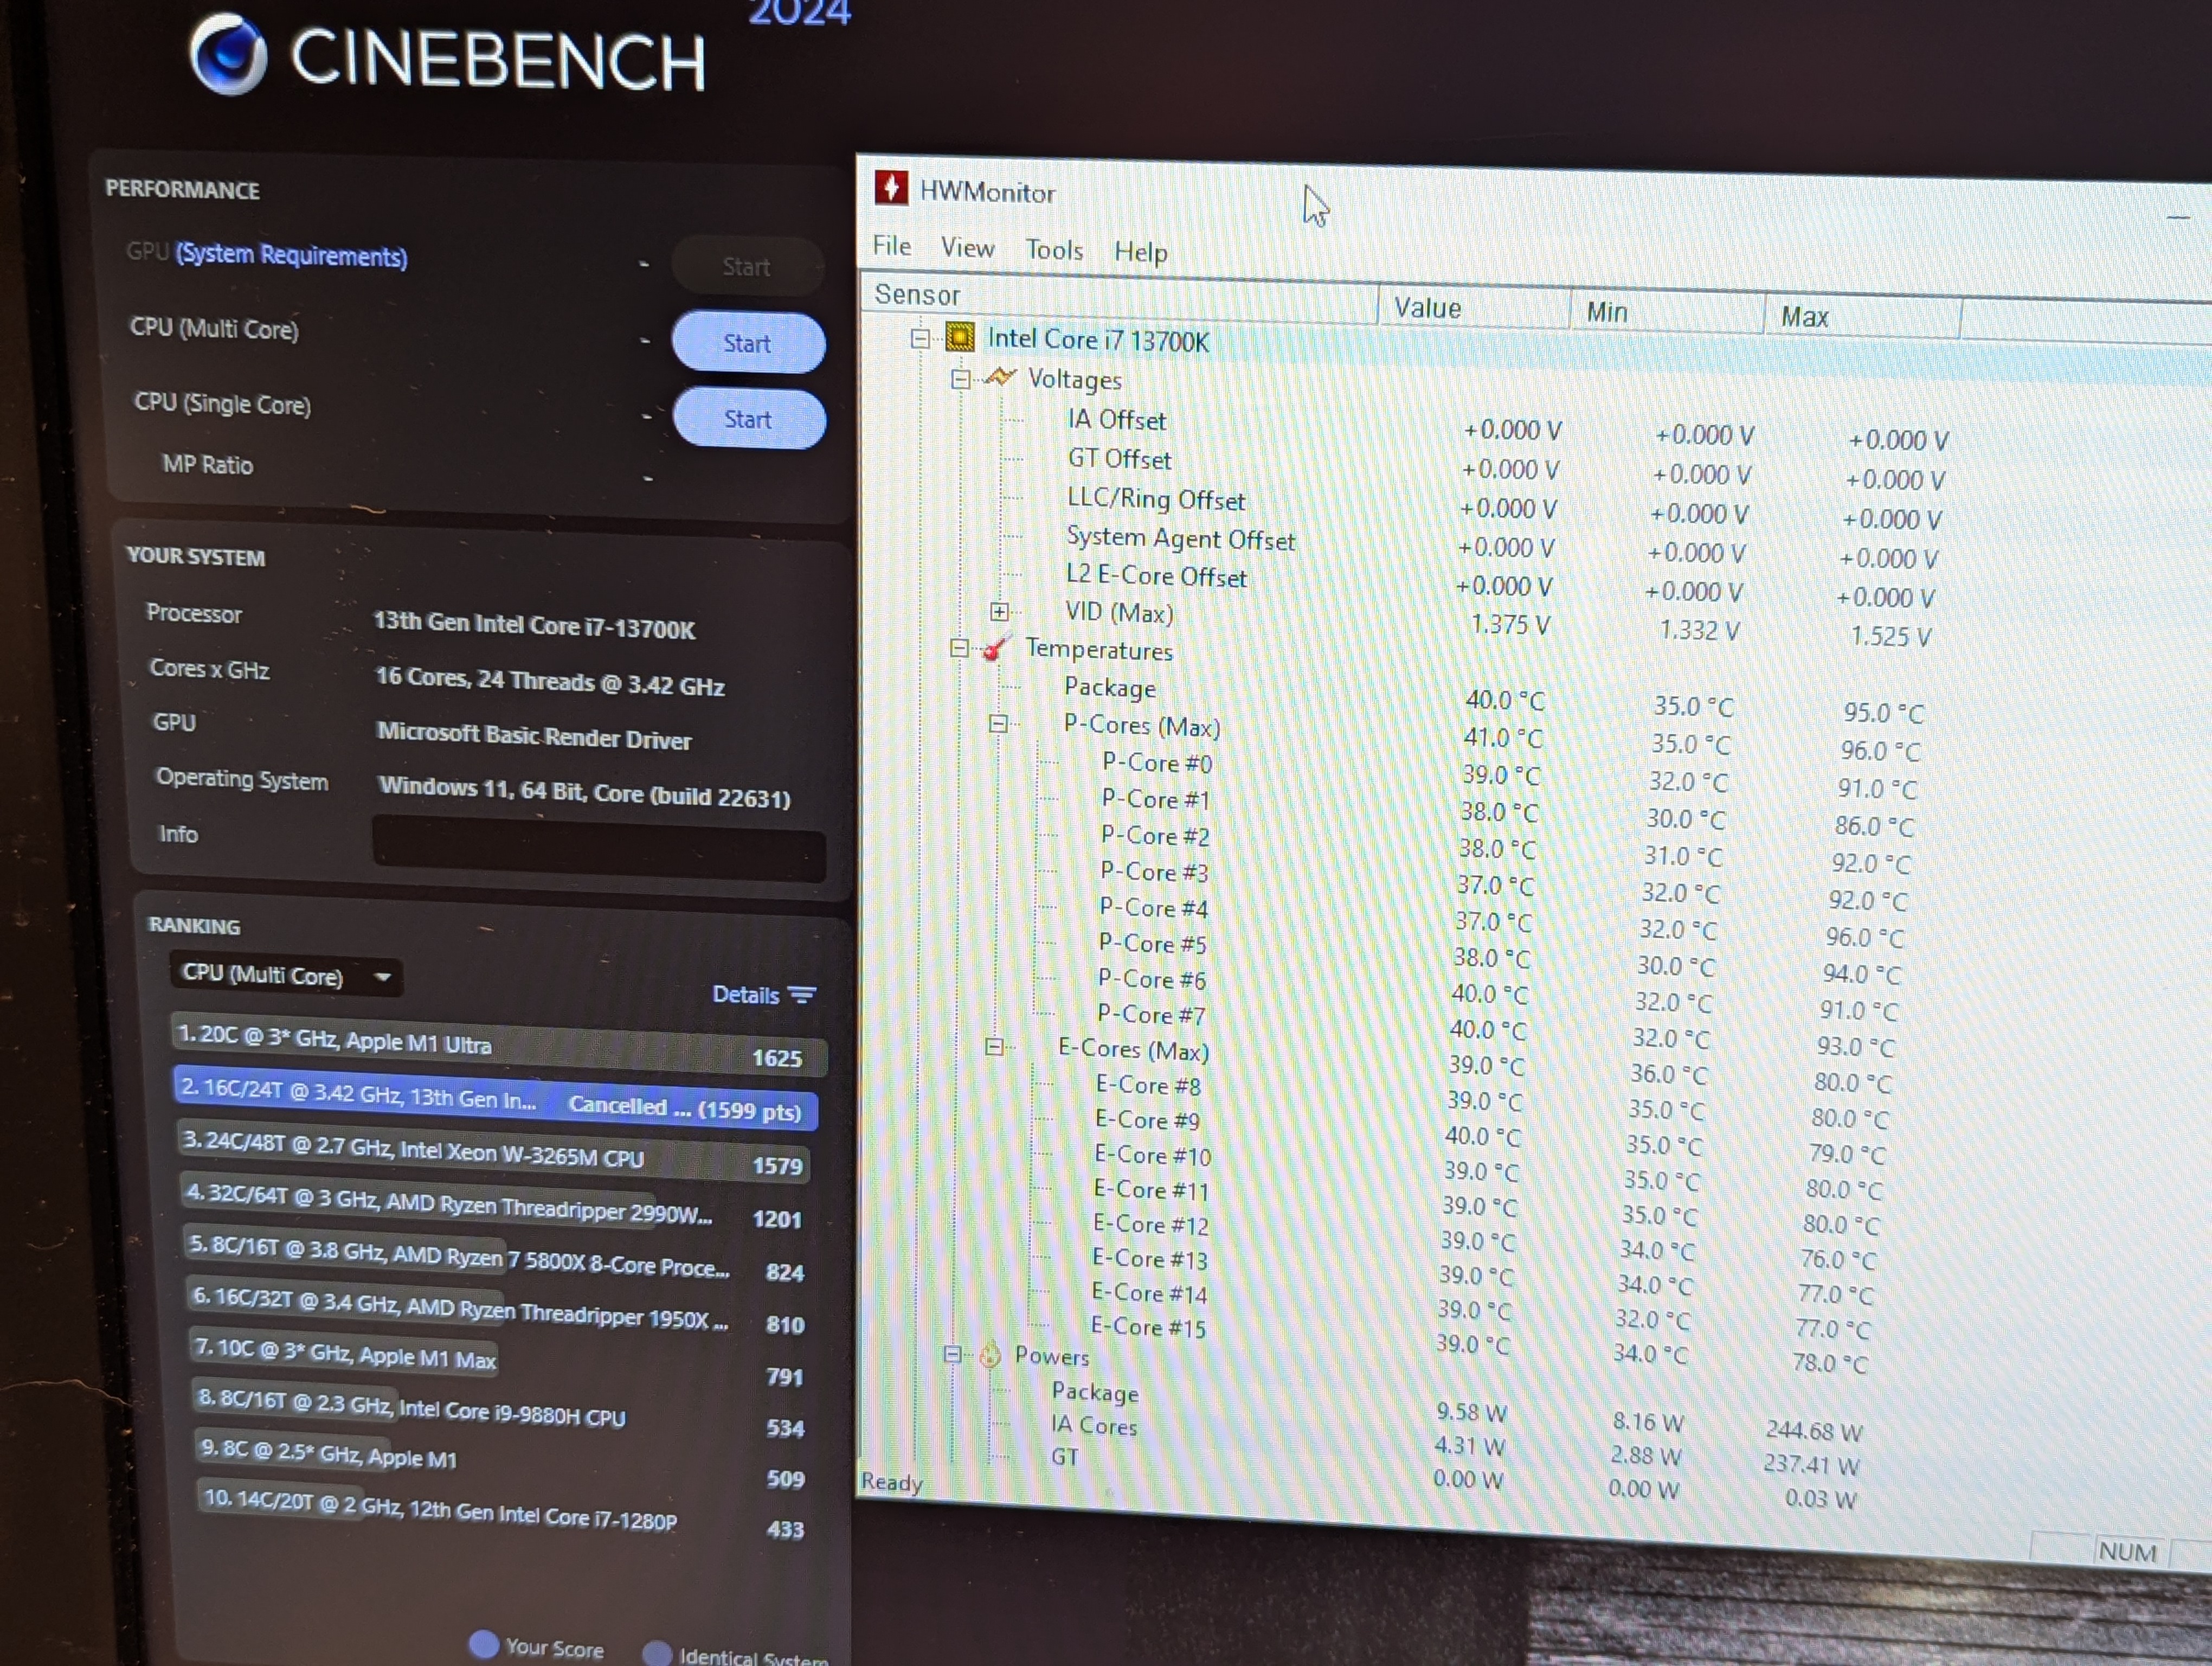 2024
CINEBENCH
PERFORMANCE
GPU (System Requirements) - Start
CPU (Multi Core) - Start
CPU (Single Core) - Start
MP Ratio -
YOUR SYSTEM
Processor 13th Gen Intel Core i7-13700K
Cores x GHz 16 Cores, 24 Threads @ 3.42 GHz
GPU Microsoft Basic Render Driver
Operating System Windows 11, 64 Bit, Core (build 22631)
Info
RANKING
CPU (Multi Core)
Details
1. 20C @ 3* GHz, Apple M1 Ultra 1625
2. 16C/24T @ 3.42 GHz, 13th Gen In... Cancelled ... (1599 pts)
3. 24C/48T @ 2.7 GHz, Intel Xeon W-3265M CPU 1579
4. 32C/64T @ 3 GHz, AMD Ryzen Threadripper 2990W... 1201
5. 8C/16T @ 3.8 GHz, AMD Ryzen 7 5800X 8-Core Proce... 824
6. 16C/32T @ 3.4 GHz, AMD Ryzen Threadripper 1950X ... 810
7. 10C @ 3* GHz, Apple M1 Max 791
8. 8C/16T @ 2.3 GHz, Intel Core i9-9880H CPU 534
9. 8C @ 2.5* GHz, Apple M1 509
10. 14C/20T @ 2 GHz, 12th Gen Intel Core i7-1280P 433
Your Score Identical System
HWMonitor
File View Tools Help
Sensor Value Min Max
Intel Core i7 13700K
Voltages
IA Offset +0.000 V +0.000 V +0.000 V
GT Offset +0.000 V +0.000 V +0.000 V
LLC/Ring Offset +0.000 V +0.000 V +0.000 V
System Agent Offset +0.000 V +0.000 V +0.000 V
L2 E-Core Offset +0.000 V +0.000 V +0.000 V
VID (Max) 1.375 V 1.332 V 1.525 V
Temperatures
Package 40.0 °C 35.0 °C 95.0 °C
P-Cores (Max) 41.0 °C 35.0 °C 96.0 °C
P-Core #0 39.0 °C 32.0 °C 91.0 °C
P-Core #1 38.0 °C 30.0 °C 86.0 °C
P-Core #2 38.0 °C 31.0 °C 92.0 °C
P-Core #3 37.0 °C 32.0 °C 92.0 °C
P-Core #4 37.0 °C 32.0 °C 96.0 °C
P-Core #5 38.0 °C 30.0 °C 94.0 °C
P-Core #6 40.0 °C 32.0 °C 91.0 °C
P-Core #7 40.0 °C 32.0 °C 93.0 °C
E-Cores (Max) 39.0 °C 36.0 °C 80.0 °C
E-Core #8 39.0 °C 35.0 °C 80.0 °C
E-Core #9 40.0 °C 35.0 °C 79.0 °C
E-Core #10 39.0 °C 35.0 °C 80.0 °C
E-Core #11 39.0 °C 35.0 °C 80.0 °C
E-Core #12 39.0 °C 34.0 °C 76.0 °C
E-Core #13 39.0 °C 34.0 °C 77.0 °C
E-Core #14 39.0 °C 32.0 °C 77.0 °C
E-Core #15 39.0 °C 34.0 °C 78.0 °C
Powers
Package 9.58 W 8.16 W 244.68 W
IA Cores 4.31 W 2.88 W 237.41 W
GT 0.00 W 0.00 W 0.03 W
Ready
NUM